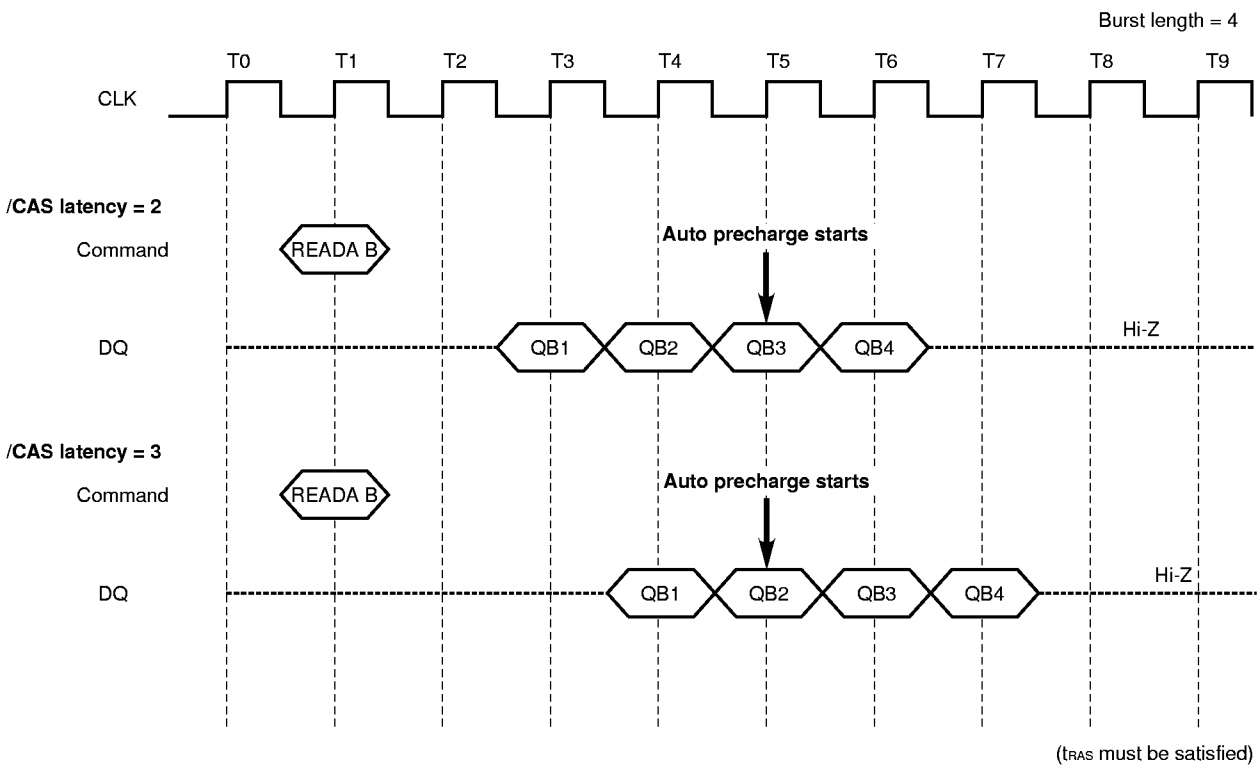 Burst length = 4
T0 T1 T2 T3 T4 T5 T6 T7 T8 T9
CLK
/CAS latency = 2
Auto precharge starts
Command READA B
Hi-Z
DQ QB1 QB2 QB3 QB4
/CAS latency = 3
Auto precharge starts
Command READA B
Hi-Z
DQ QB1 QB2 QB3 QB4
(tRAS must be satisfied)